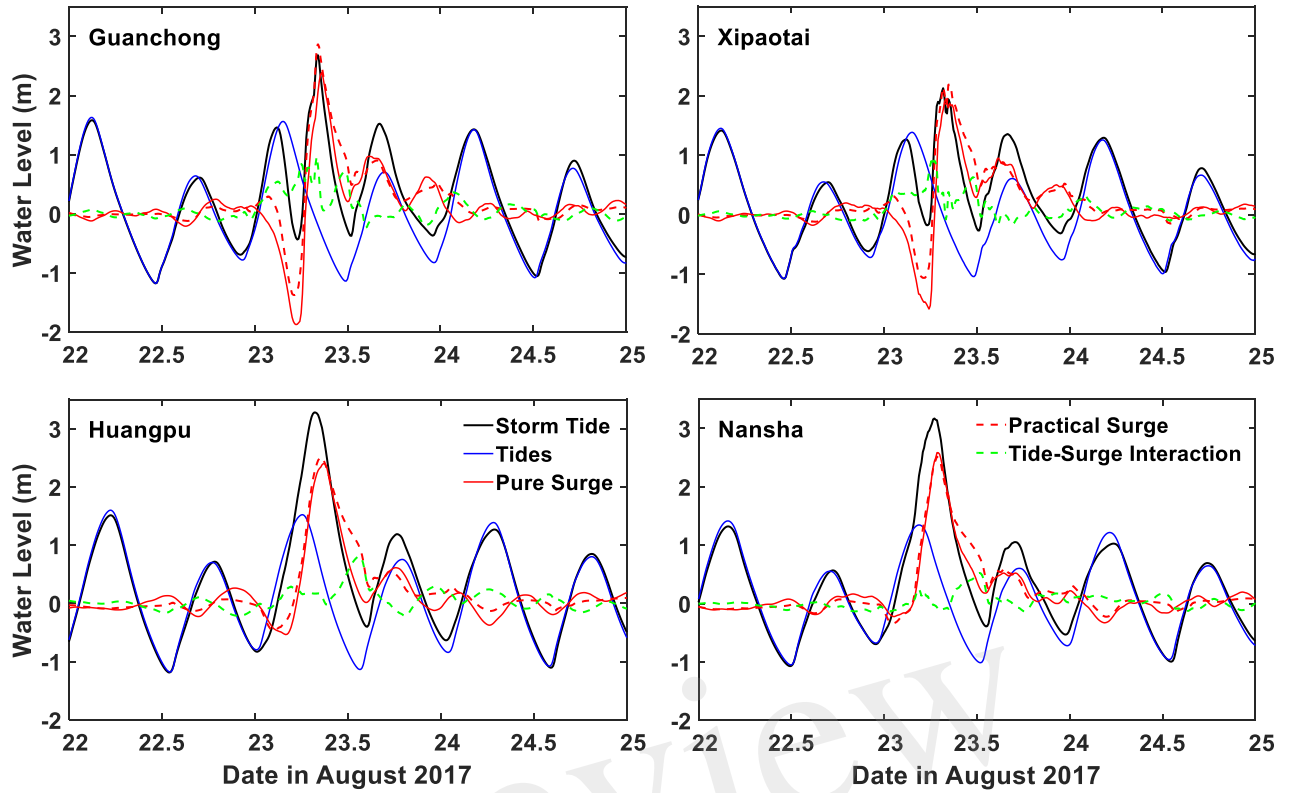 Guanchong
Xipaotai
Water Level (m)
3
2
1
0
-1
-2
22 22.5 23 23.5 24 24.5 25
3
2
1
0
-1
-2
22 22.5 23 23.5 24 24.5 25
Huangpu
Storm Tide
Tides
Pure Surge
Nansha
Practical Surge
Tide-Surge Interaction
Water Level (m)
3
2
1
0
-1
-2
22 22.5 23 23.5 24 24.5 25
3
2
1
0
-1
-2
22 22.5 23 23.5 24 24.5 25
Date in August 2017
Date in August 2017